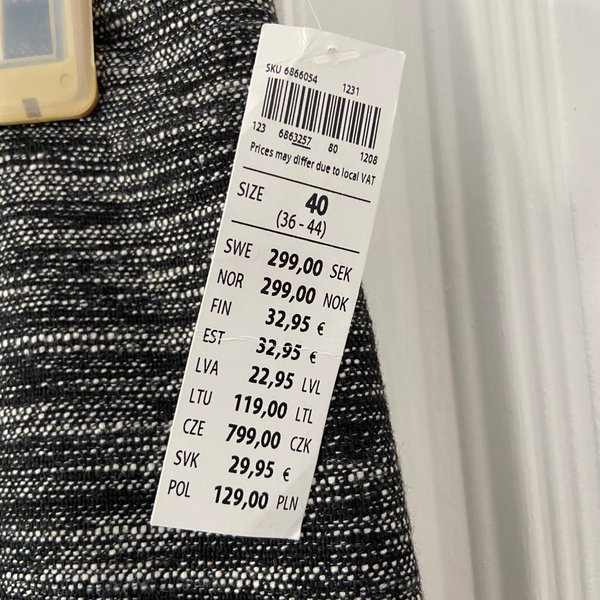 SKU 6866054 1231
123 6863257 80 1208
Prices may differ due to local VAT
SIZE 40
(36 - 44)
SWE 299,00 SEK
NOR 299,00 NOK
FIN 32,95 €
EST 32,95 €
LVA 22,95 LVL
LTU 119,00 LTL
CZE 799,00 CZK
SVK 29,95 €
POL 129,00 PLN